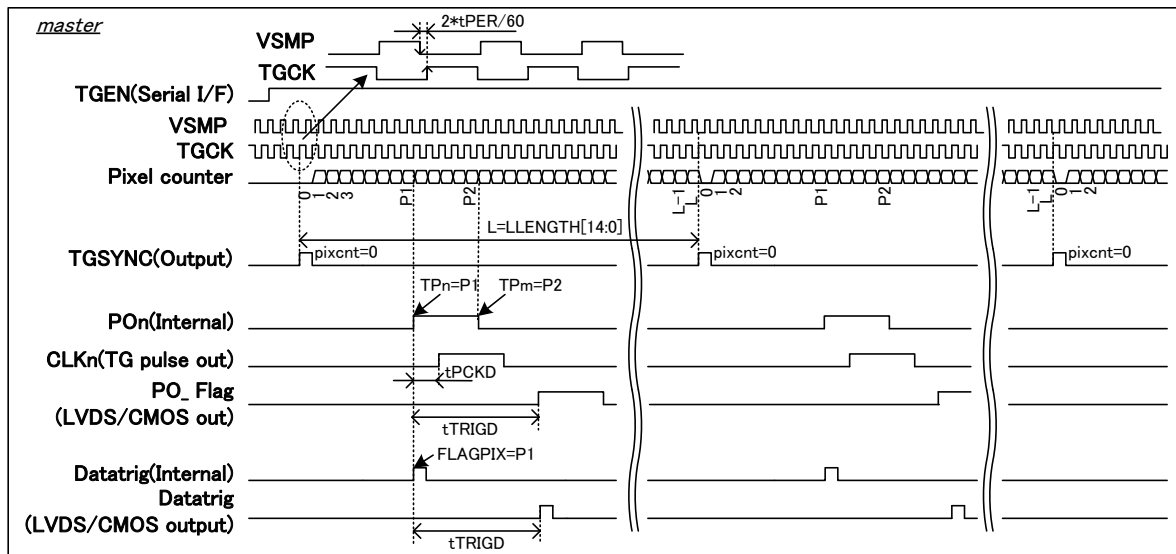 master
2*tPER/60
VSMP
TGCK
TGEN(Serial I/F)
VSMP
TGCK
Pixel counter
0 1 2 3 P1 P2 L-1 L 0 1 2 P1 P2 L-1 L 0 1 2
L=LLENGTH[14:0]
TGSYNC(Output) pixcnt=0 pixcnt=0 pixcnt=0
TPn=P1 TPm=P2
POn(Internal)
CLKn(TG pulse out)
tPCKD
PO_ Flag
(LVDS/CMOS out)
tTRIGD
FLAGPIX=P1
Datatrig(Internal)
Datatrig
(LVDS/CMOS output)
tTRIGD